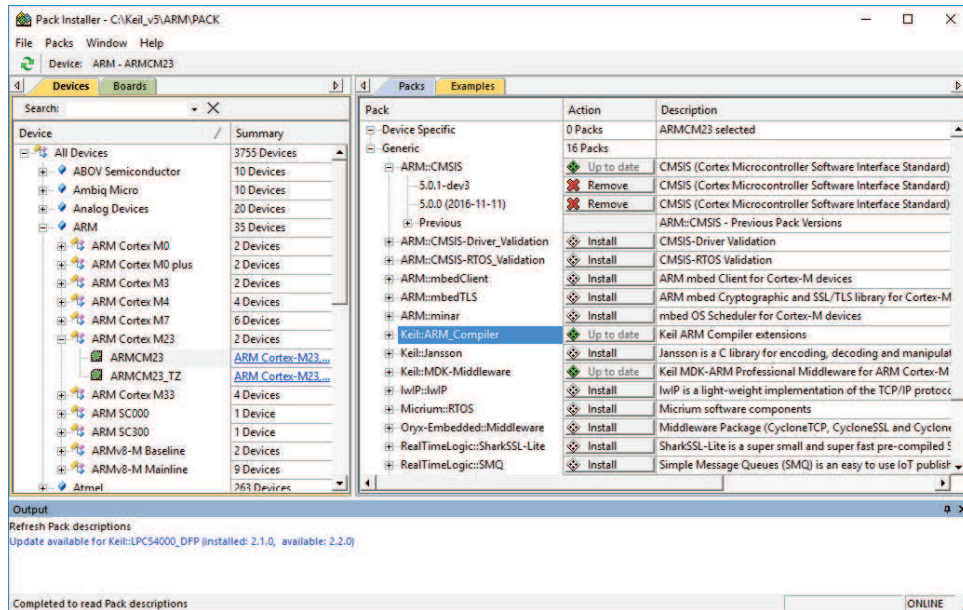 Pack Installer - C:\Keil_v5\ARM\PACK
File Packs Window Help
Device: ARM - ARMCM23
Devices Boards
Search:
Device / Summary
All Devices 3755 Devices
ABOV Semiconductor 10 Devices
Ambiq Micro 10 Devices
Analog Devices 20 Devices
ARM 35 Devices
ARM Cortex M0 2 Devices
ARM Cortex M0 plus 2 Devices
ARM Cortex M3 2 Devices
ARM Cortex M4 4 Devices
ARM Cortex M7 6 Devices
ARM Cortex M23 2 Devices
ARMCM23 ARM Cortex-M23,...
ARMCM23_TZ ARM Cortex-M23,...
ARM Cortex M33 4 Devices
ARM SC000 1 Device
ARM SC300 1 Device
ARMv8-M Baseline 2 Devices
ARMv8-M Mainline 9 Devices
Atmel 263 Devices
Packs Examples
Pack Action Description
Device Specific 0 Packs ARMCM23 selected
Generic 16 Packs
ARM::CMSIS Up to date CMSIS (Cortex Microcontroller Software Interface Standard)
5.0.1-dev3 Remove CMSIS (Cortex Microcontroller Software Interface Standard)
5.0.0 (2016-11-11) Remove CMSIS (Cortex Microcontroller Software Interface Standard)
Previous ARM::CMSIS - Previous Pack Versions
ARM::CMSIS-Driver_Validation Install CMSIS-Driver Validation
ARM::CMSIS-RTOS_Validation Install CMSIS-RTOS Validation
ARM::mbedClient Install ARM mbed Client for Cortex-M devices
ARM::mbedTLS Install ARM mbed Cryptographic and SSL/TLS library for Cortex-M
ARM::minar Install mbed OS Scheduler for Cortex-M devices
Keil::ARM_Compiler Up to date Keil ARM Compiler extensions
Keil::Jansson Install Jansson is a C library for encoding, decoding and manipulat
Keil::MDK-Middleware Up to date Keil MDK-ARM Professional Middleware for ARM Cortex-M
lwIP::lwIP Install lwIP is a light-weight implementation of the TCP/IP protoco
Micrium::RTOS Install Micrium software components
Oryx-Embedded::Middleware Install Middleware Package (CycloneTCP, CycloneSSL and Cyclone
RealTimeLogic::SharkSSL-Lite Install SharkSSL-Lite is a super small and super fast pre-compiled S
RealTimeLogic::SMQ Install Simple Message Queues (SMQ) is an easy to use IoT publish
Output
Refresh Pack descriptions
Update available for Keil::LPC54000_DFP (installed: 2.1.0, available: 2.2.0)
Completed to read Pack descriptions ONLINE